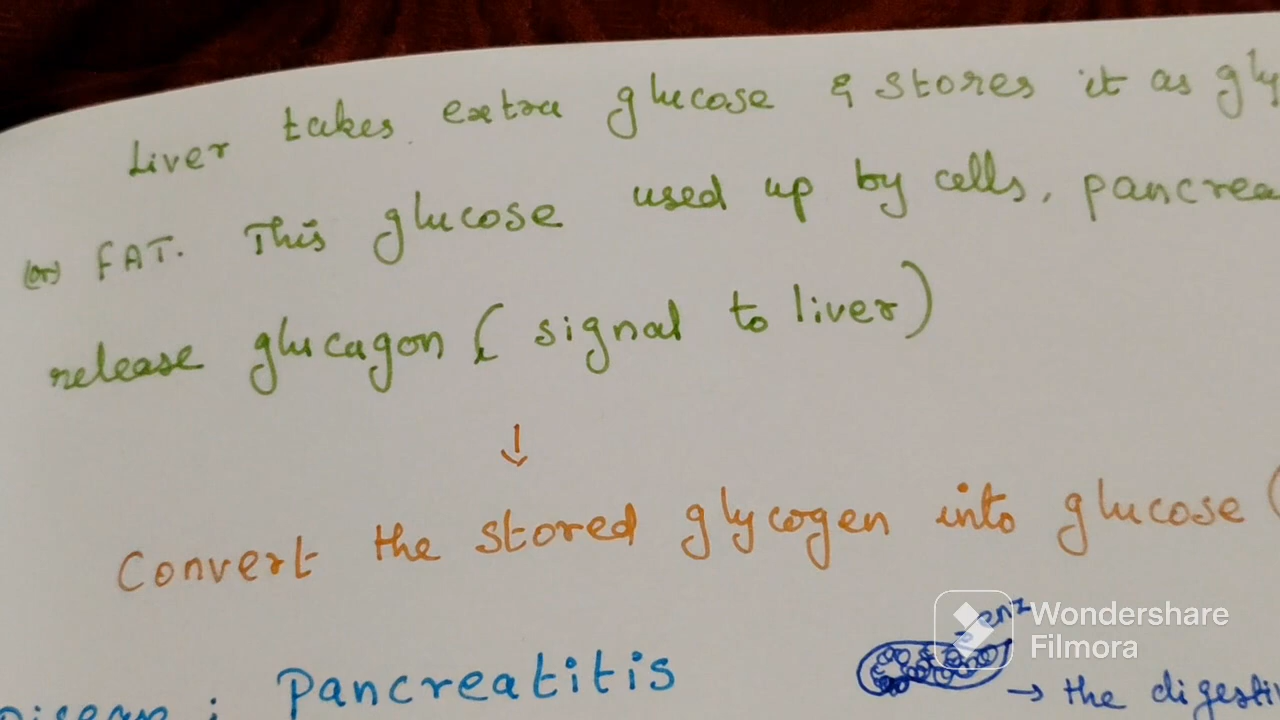 Liver takes extra glucose & stores it as gly
(or) FAT. This glucose used up by cells, pancrea
release glucagon ( signal to liver)
↓
Convert the stored glycogen into glucose (
Wondershare
Filmora
: Pancreatitis
→ the digesti